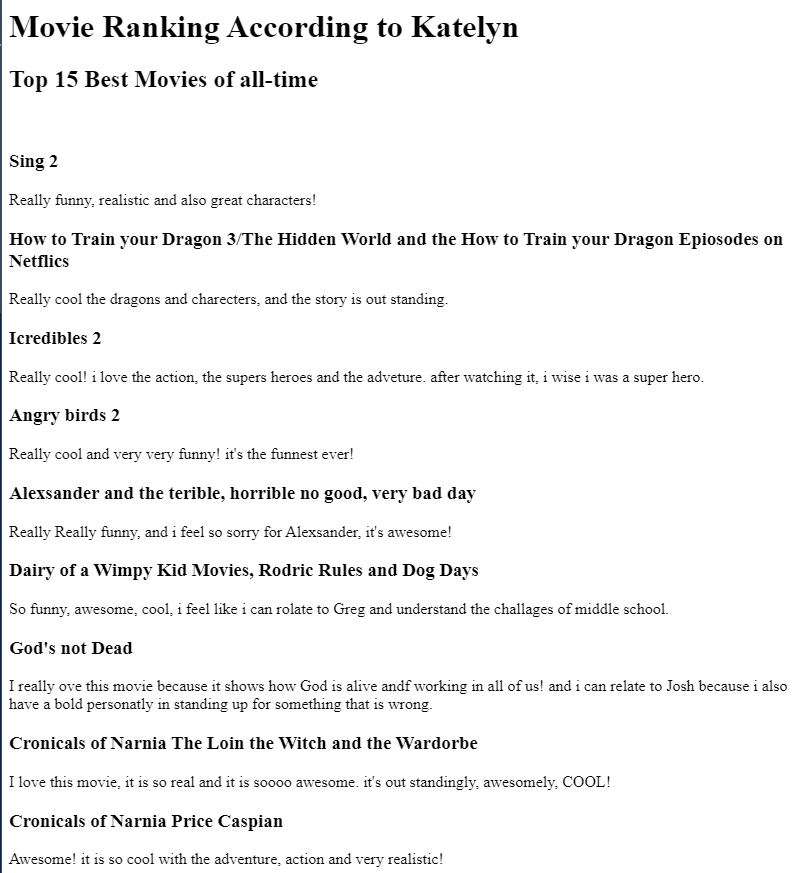 Movie Ranking According to Katelyn
Top 15 Best Movies of all-time
Sing 2
Really funny, realistic and also great characters!
How to Train your Dragon 3/The Hidden World and the How to Train your Dragon Epiosodes on
Netflics
Really cool the dragons and charecters, and the story is out standing.
Icredibles 2
Really cool! i love the action, the supers heroes and the adveture. after watching it, i wise i was a super hero.
Angry birds 2
Really cool and very very funny! it's the funnest ever!
Alexsander and the terible, horrible no good, very bad day
Really Really funny, and i feel so sorry for Alexsander, it's awesome!
Dairy of a Wimpy Kid Movies, Rodric Rules and Dog Days
So funny, awesome, cool, i feel like i can rolate to Greg and understand the challages of middle school.
God's not Dead
I really ove this movie because it shows how God is alive andf working in all of us! and i can relate to Josh because i also
have a bold personatly in standing up for something that is wrong.
Cronicals of Narnia The Loin the Witch and the Wardorbe
I love this movie, it is so real and it is soooo awesome. it's out standingly, awesomely, COOL!
Cronicals of Narnia Price Caspian
Awesome! it is so cool with the adventure, action and very realistic!